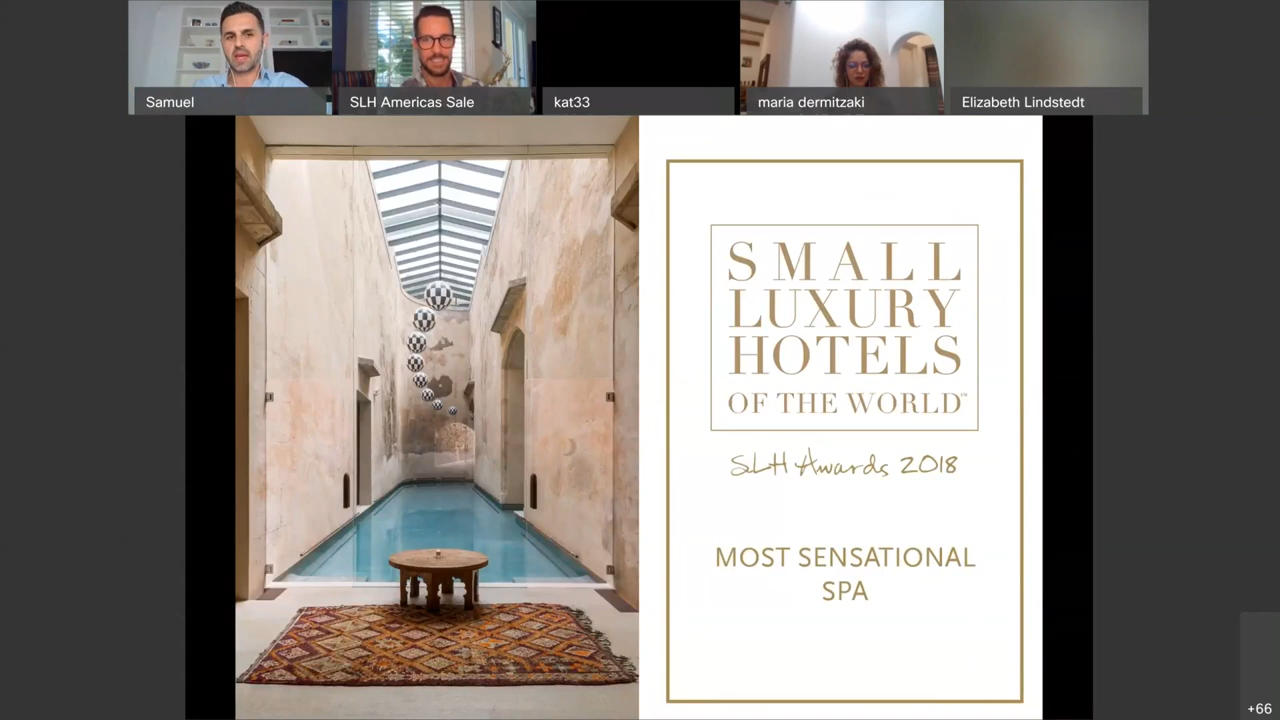 Samuel
SLH Americas Sale
kat33
maria dermitzaki
Elizabeth Lindstedt
SMALL
LUXURY
HOTELS
OF THE WORLD™
SLH Awards 2018
MOST SENSATIONAL
SPA
+66